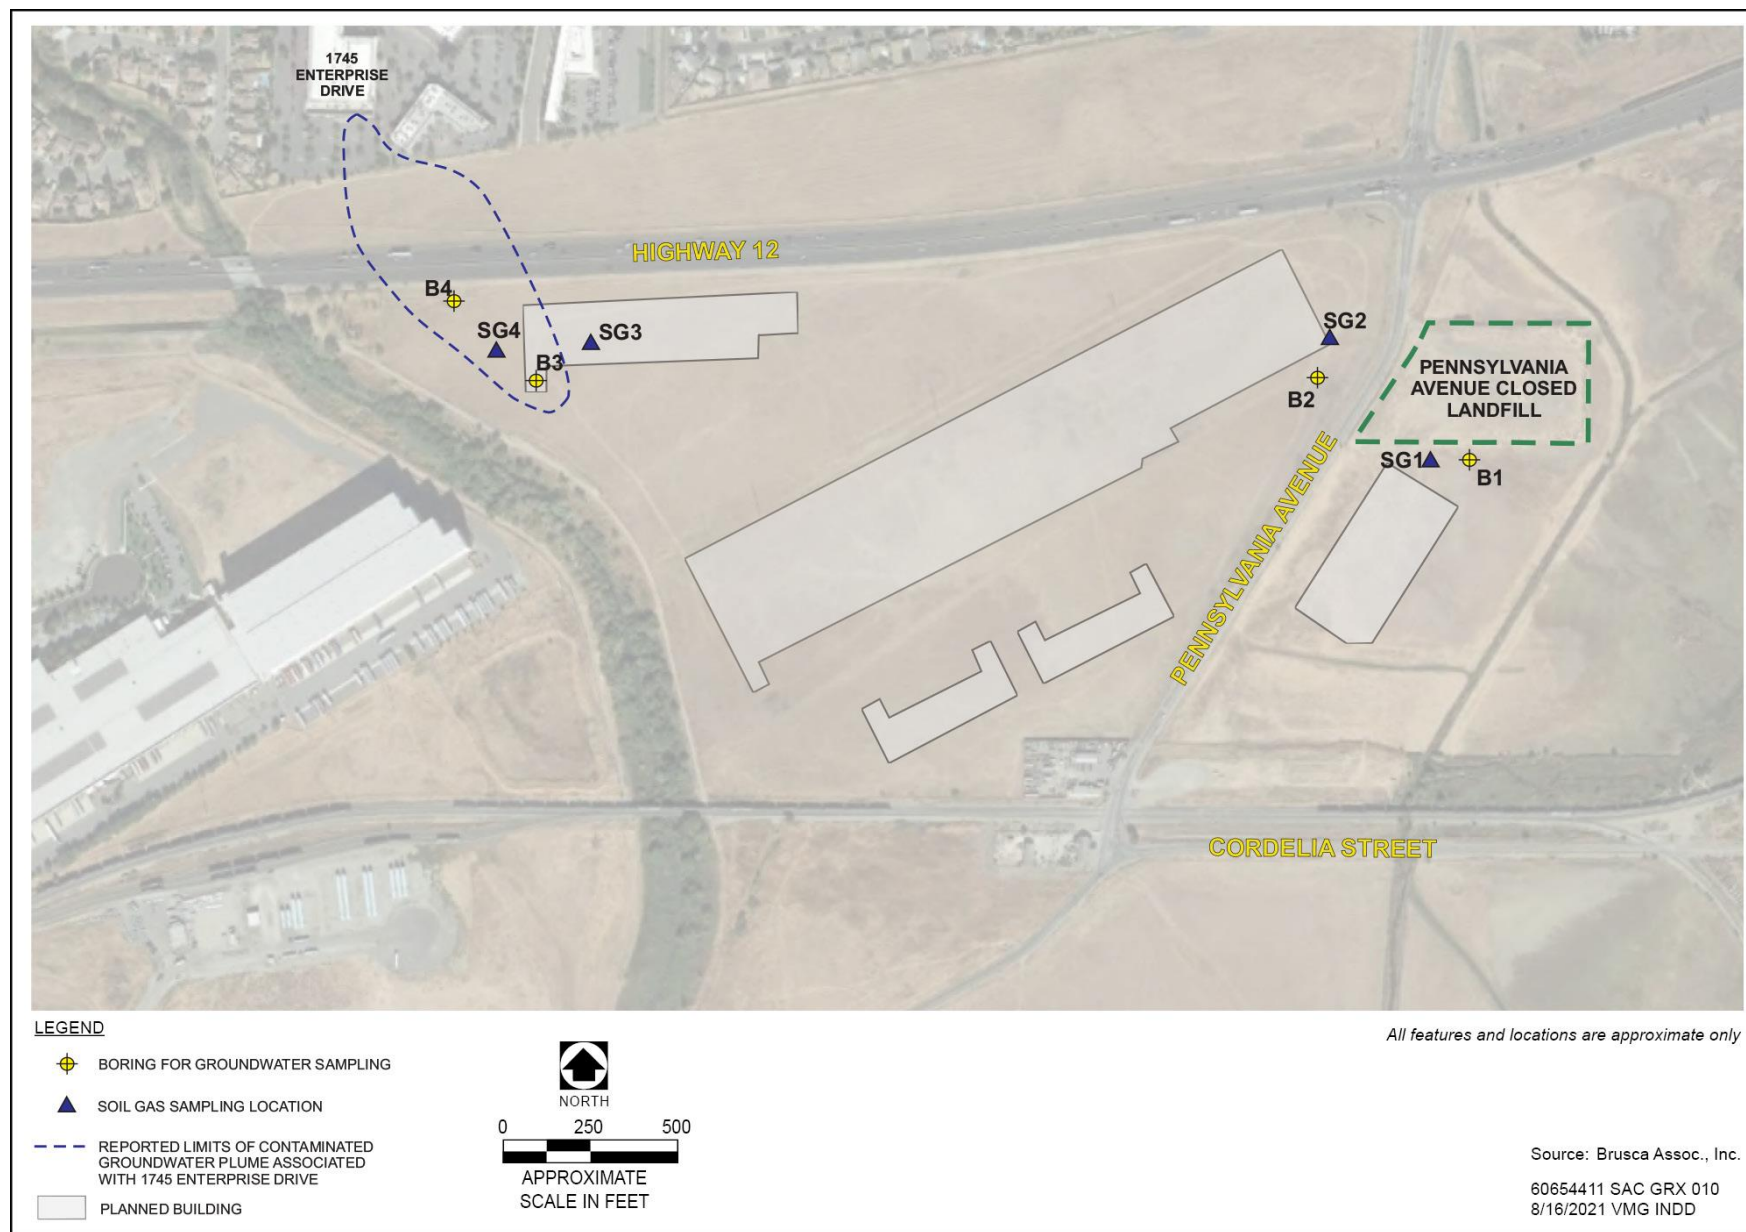 1745
ENTERPRISE
DRIVE
HIGHWAY 12
B4
SG4
SG3
B3
SG2
B2
PENNSYLVANIA
AVENUE CLOSED
LANDFILL
SG1
B1
PENNSYLVANIA AVENUE
CORDELIA STREET
LEGEND
BORING FOR GROUNDWATER SAMPLING
SOIL GAS SAMPLING LOCATION
REPORTED LIMITS OF CONTAMINATED
GROUNDWATER PLUME ASSOCIATED
WITH 1745 ENTERPRISE DRIVE
PLANNED BUILDING
NORTH
0 250 500
APPROXIMATE
SCALE IN FEET
All features and locations are approximate only
Source: Brusca Assoc., Inc.
60654411 SAC GRX 010
8/16/2021 VMG INDD